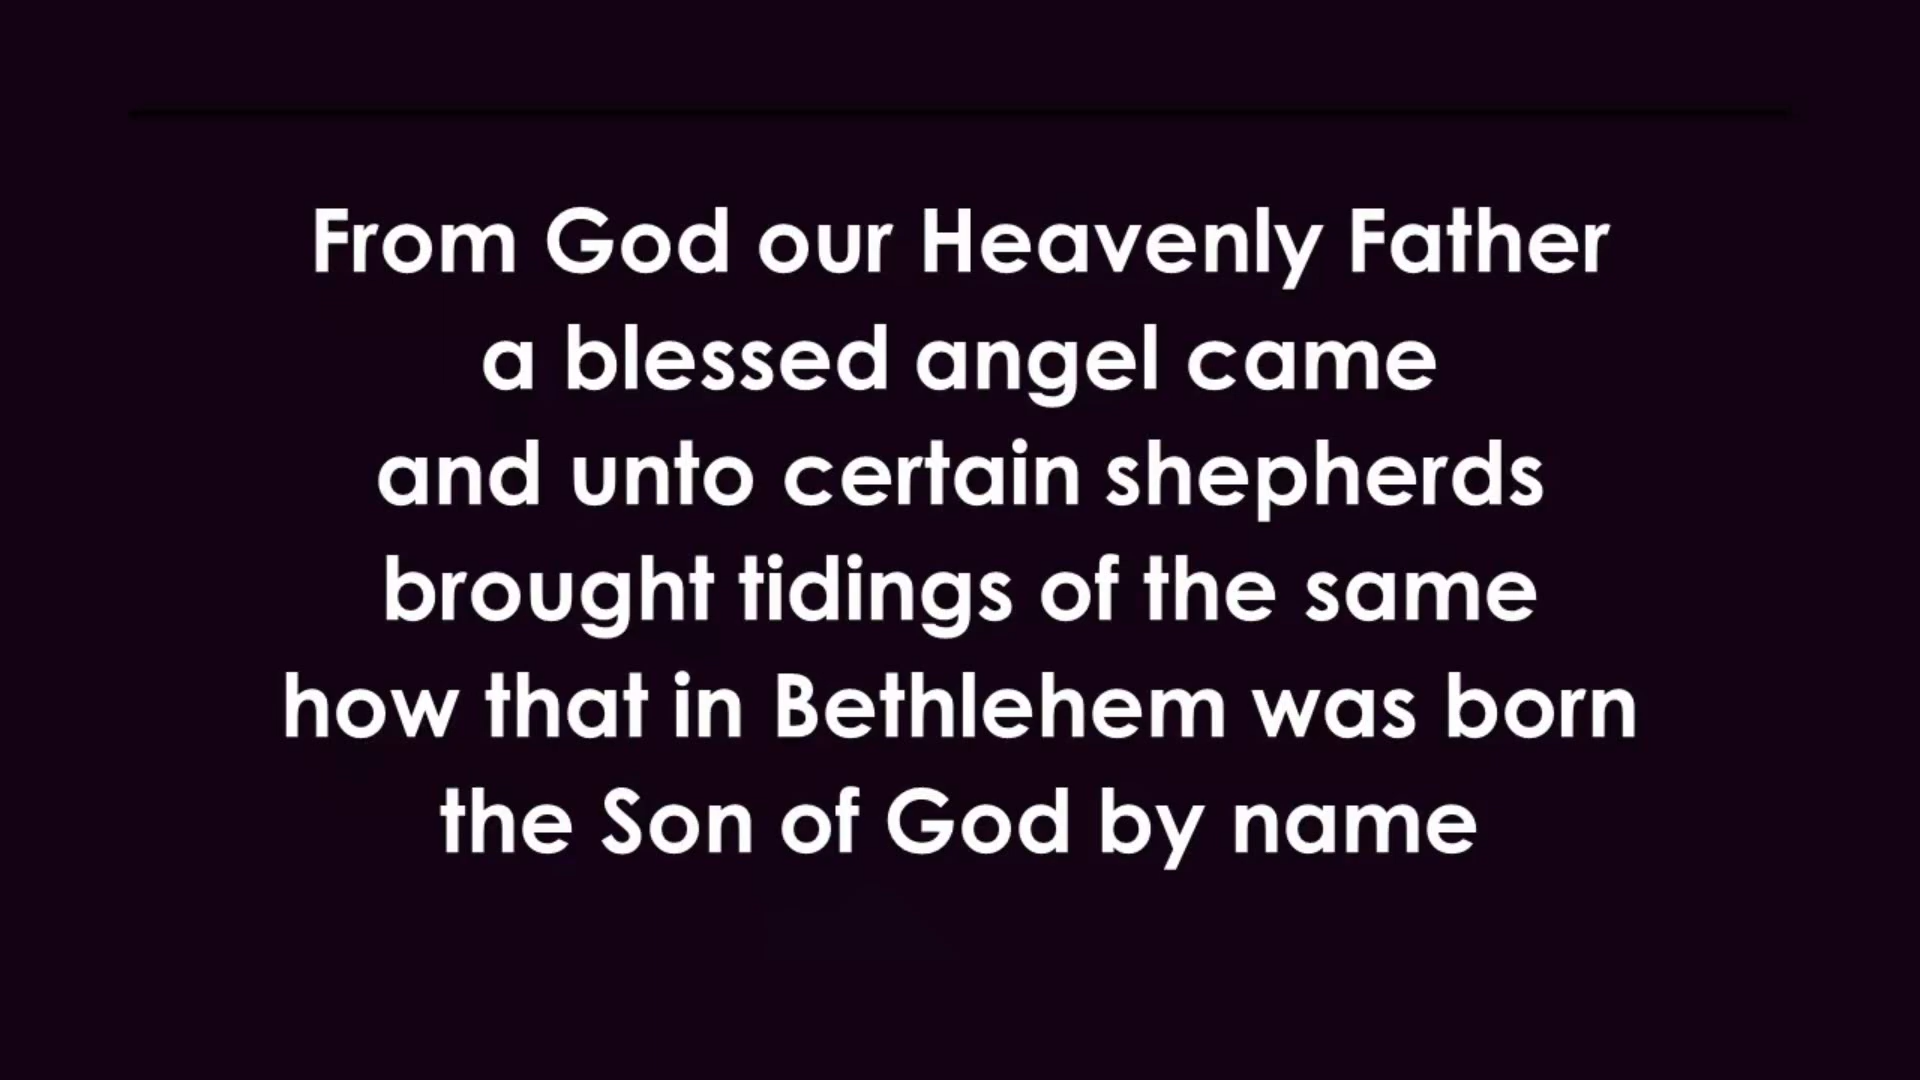 From God our Heavenly Father
a blessed angel came
and unto certain shepherds
brought tidings of the same
how that in Bethlehem was born
the Son of God by name